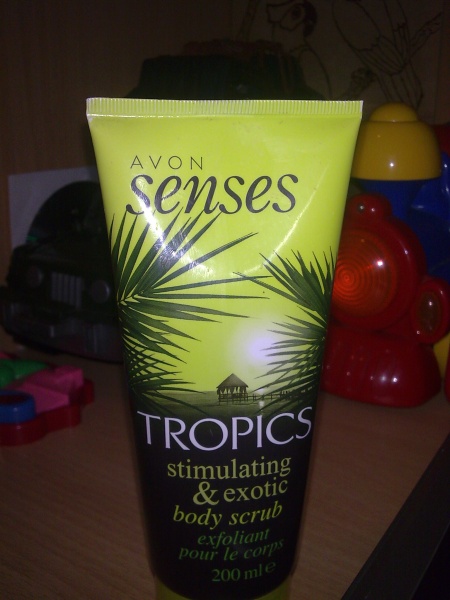 AVON
senses
TROPICS
stimulating
& exotic
body scrub
exfoliant
pour le corps
200 ml e